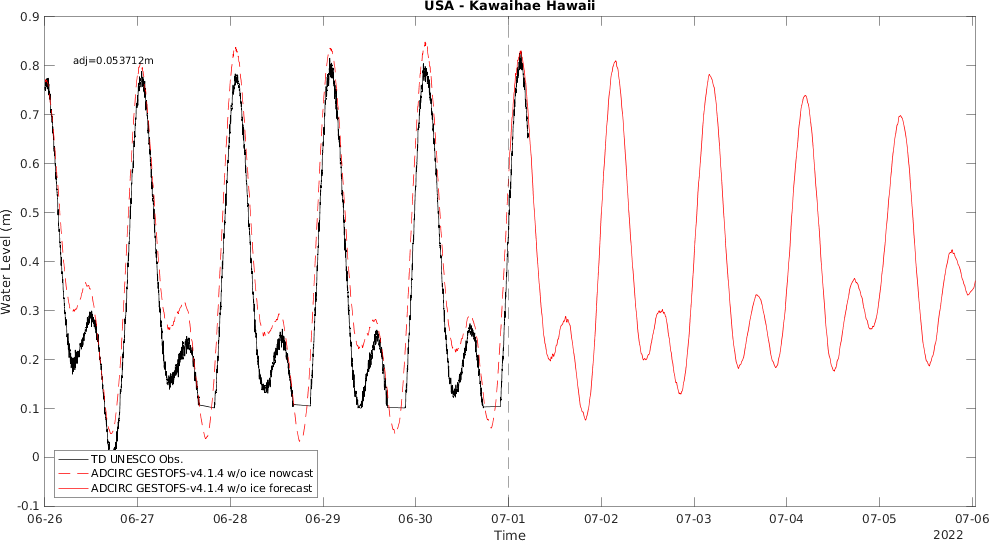 USA - Kawaihae Hawaii
adj=0.053712m
Water Level (m)
0.9
0.8
0.7
0.6
0.5
0.4
0.3
0.2
0.1
0
-0.1
TD UNESCO Obs.
ADCIRC GESTOFS-v4.1.4 w/o ice nowcast
ADCIRC GESTOFS-v4.1.4 w/o ice forecast
06-26 06-27 06-28 06-29 06-30 07-01 07-02 07-03 07-04 07-05 07-06
Time
2022